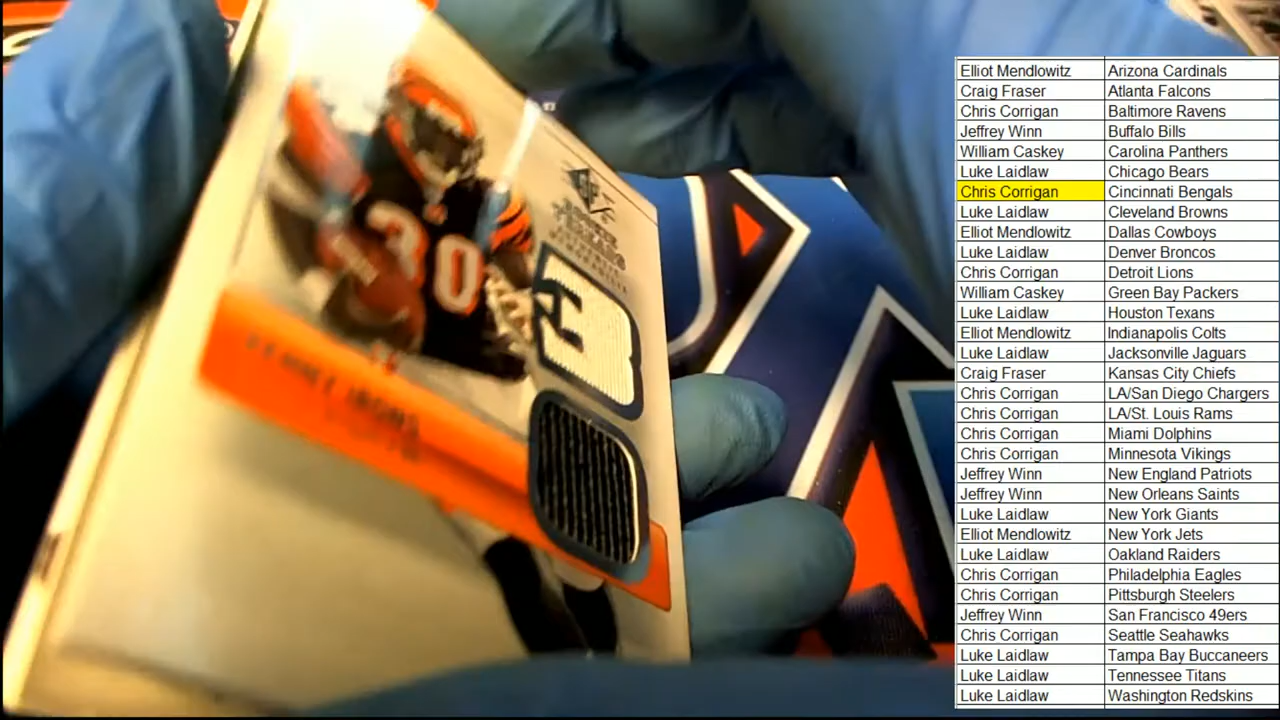 SP
30
Elliot Mendlowitz Arizona Cardinals
Craig Fraser Atlanta Falcons
Chris Corrigan Baltimore Ravens
Jeffrey Winn Buffalo Bills
William Caskey Carolina Panthers
Luke Laidlaw Chicago Bears
Chris Corrigan Cincinnati Bengals
Luke Laidlaw Cleveland Browns
Elliot Mendlowitz Dallas Cowboys
Luke Laidlaw Denver Broncos
Chris Corrigan Detroit Lions
William Caskey Green Bay Packers
Luke Laidlaw Houston Texans
Elliot Mendlowitz Indianapolis Colts
Luke Laidlaw Jacksonville Jaguars
Craig Fraser Kansas City Chiefs
Chris Corrigan LA/San Diego Chargers
Chris Corrigan LA/St. Louis Rams
Chris Corrigan Miami Dolphins
Chris Corrigan Minnesota Vikings
Jeffrey Winn New England Patriots
Jeffrey Winn New Orleans Saints
Luke Laidlaw New York Giants
Elliot Mendlowitz New York Jets
Luke Laidlaw Oakland Raiders
Chris Corrigan Philadelphia Eagles
Chris Corrigan Pittsburgh Steelers
Jeffrey Winn San Francisco 49ers
Chris Corrigan Seattle Seahawks
Luke Laidlaw Tampa Bay Buccaneers
Luke Laidlaw Tennessee Titans
Luke Laidlaw Washington Redskins